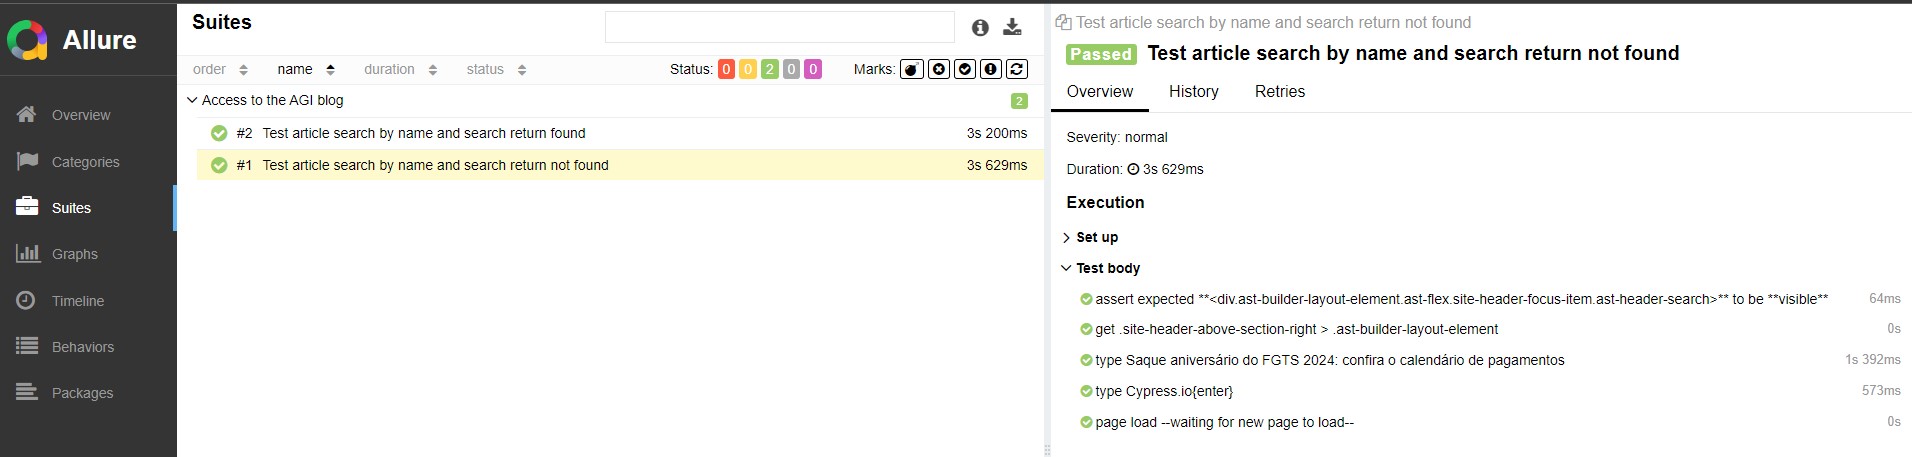 Allure
Overview
Categories
Suites
Graphs
Timeline
Behaviors
Packages
Suites
order name duration status Status: 0 0 2 0 0 Marks:
Access to the AGI blog 2
#2 Test article search by name and search return found 3s 200ms
#1 Test article search by name and search return not found 3s 629ms
Test article search by name and search return not found
Passed Test article search by name and search return not found
Overview History Retries
Severity: normal
Duration: 3s 629ms
Execution
Set up
Test body
assert expected **<div.ast-builder-layout-element.ast-flex.site-header-focus-item.ast-header-search>** to be **visible** 64ms
get .site-header-above-section-right > .ast-builder-layout-element 0s
type Saque aniversário do FGTS 2024: confira o calendário de pagamentos 1s 392ms
type Cypress.io{enter} 573ms
page load --waiting for new page to load-- 0s